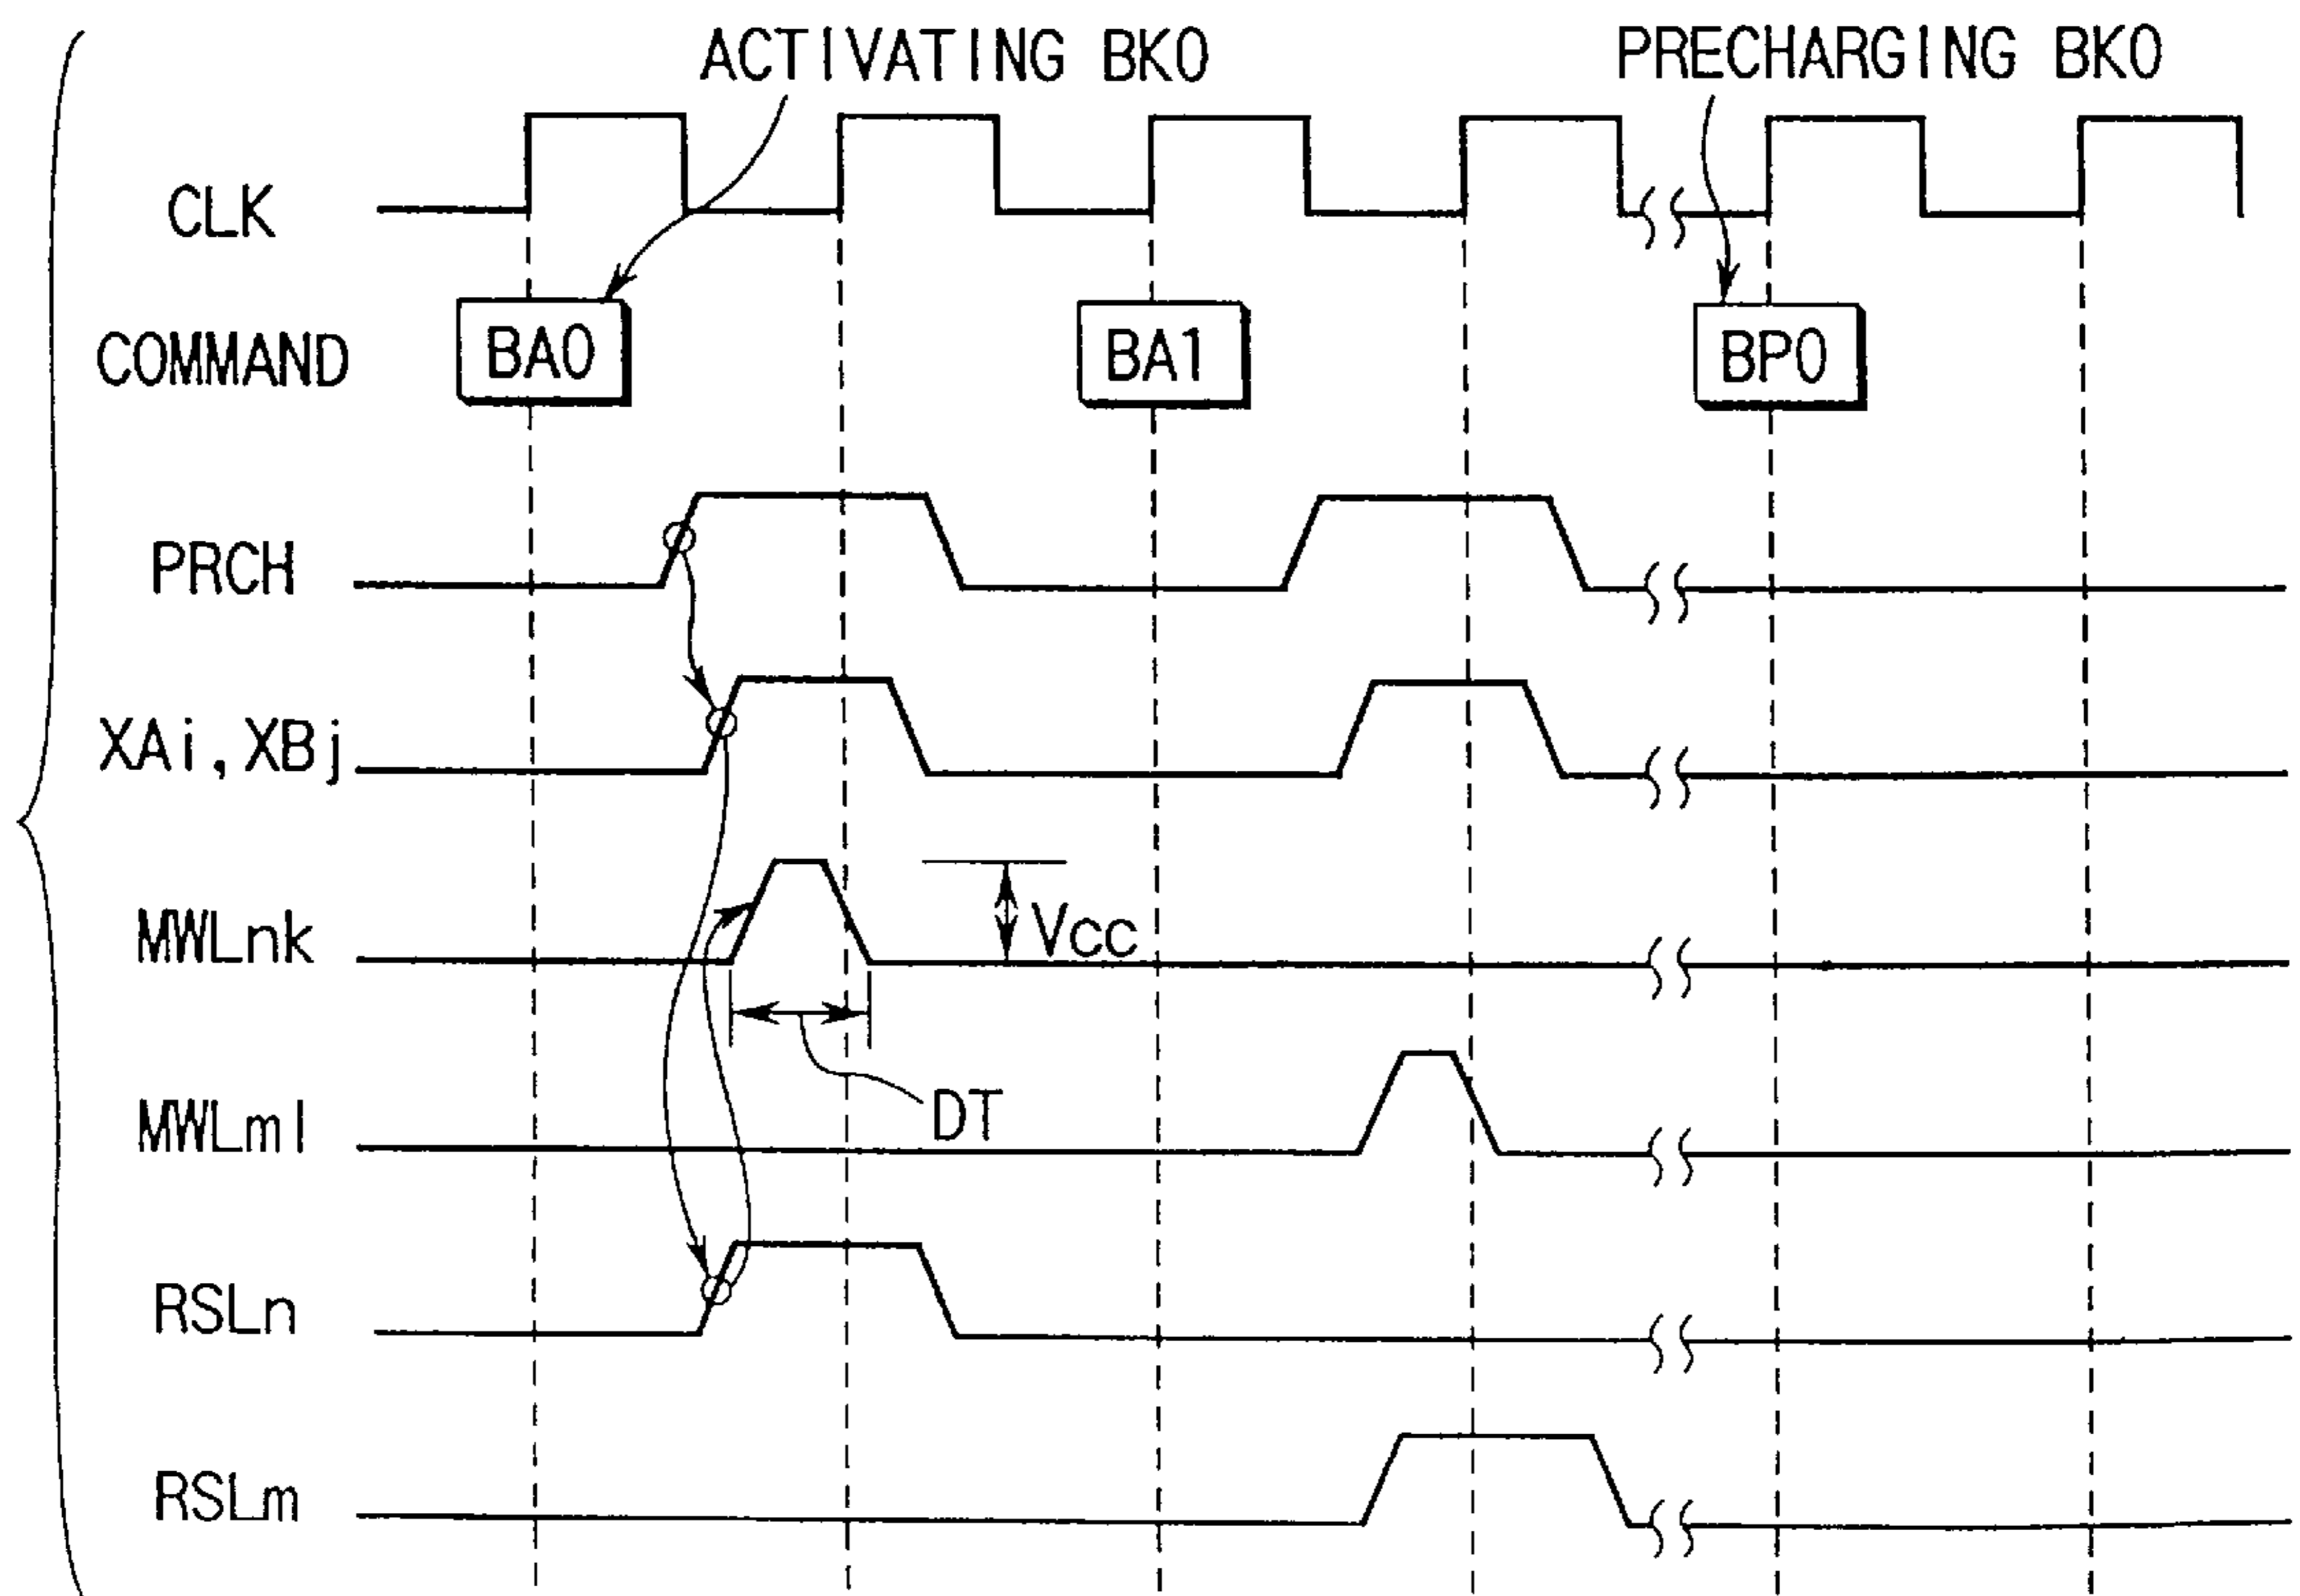 ACTIVATING BK0
PRECHARGING BK0
CLK
COMMAND
BA0
BA1
BP0
PRCH
XAi, XBj
MWLnk
Vcc
DT
MWLml
RSLn
RSLm